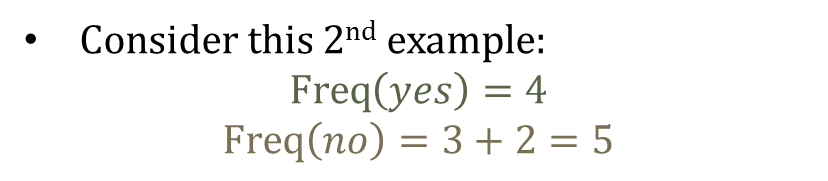 • Consider this 2nd example:
Freq(yes) = 4
Freq(no) = 3 + 2 = 5